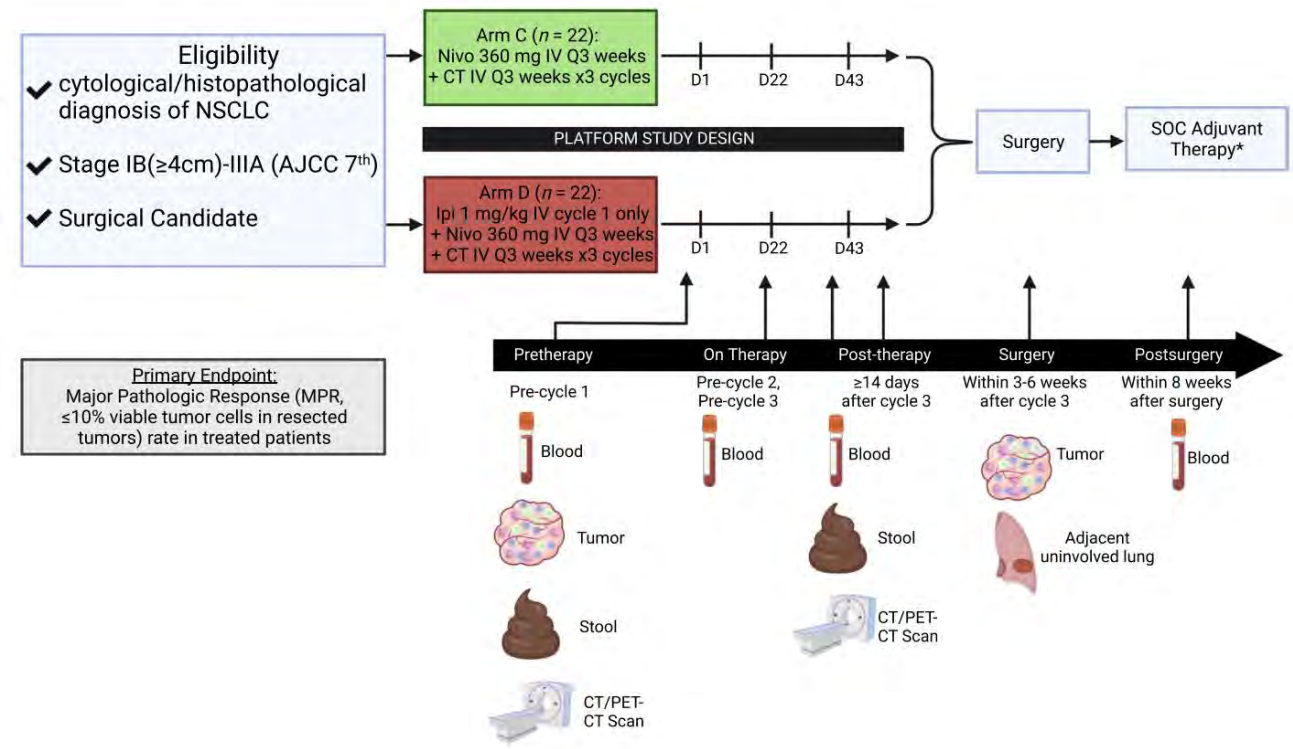 Eligibility
cytological/histopathological
diagnosis of NSCLC
Stage IB(≥4cm)-IIIA (AJCC 7th)
Surgical Candidate
Arm C (n = 22):
Nivo 360 mg IV Q3 weeks
+ CT IV Q3 weeks x3 cycles
D1
D22
D43
PLATFORM STUDY DESIGN
Arm D (n = 22):
Ipi 1 mg/kg IV cycle 1 only
+ Nivo 360 mg IV Q3 weeks
+ CT IV Q3 weeks x3 cycles
D1
D22
D43
Surgery
SOC Adjuvant
Therapy*
Primary Endpoint:
Major Pathologic Response (MPR,
≤10% viable tumor cells in resected
tumors) rate in treated patients
Pretherapy
On Therapy
Post-therapy
Surgery
Postsurgery
Pre-cycle 1
Pre-cycle 2,
Pre-cycle 3
≥14 days
after cycle 3
Within 3-6 weeks
after cycle 3
Within 8 weeks
after surgery
Blood
Blood
Blood
Tumor
Blood
Tumor
Stool
Adjacent
uninvolved lung
Stool
CT/PET-
CT Scan
CT/PET-
CT Scan